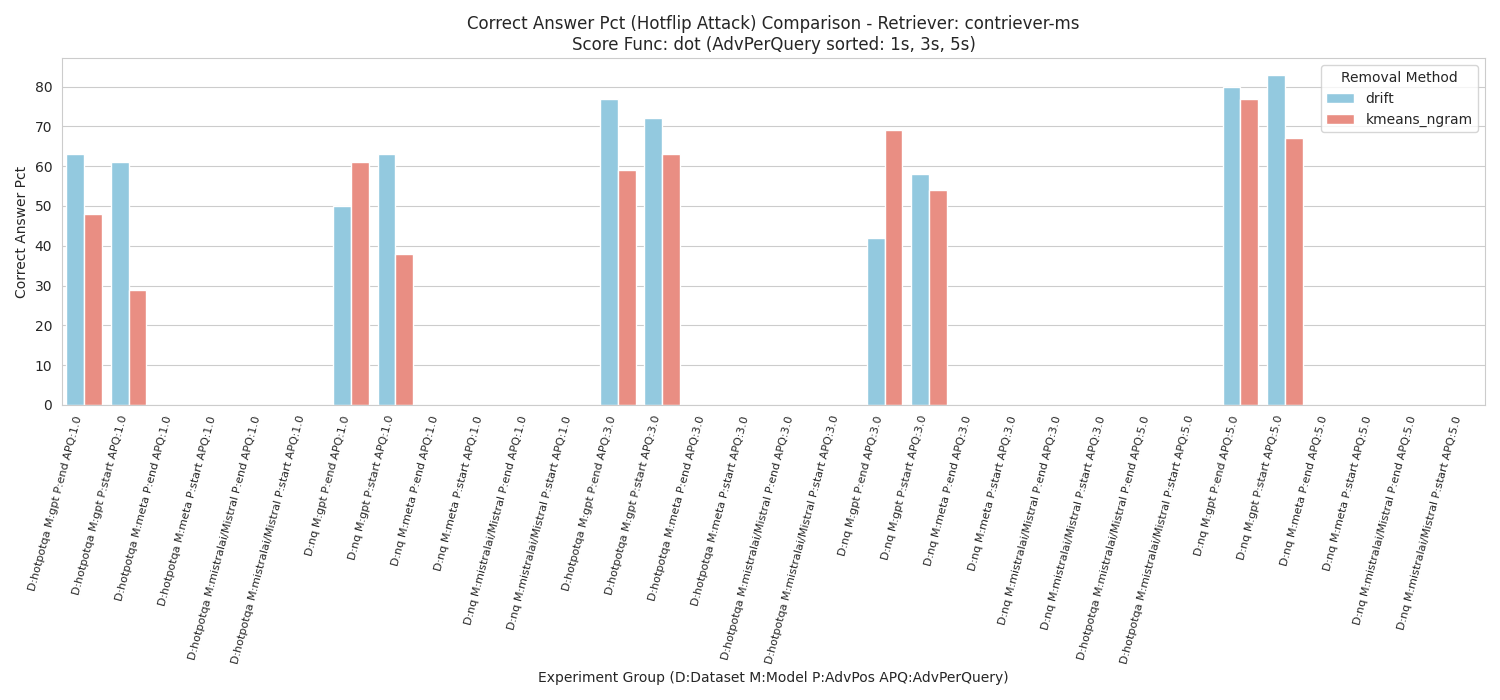 Correct Answer Pct (Hotflip Attack) Comparison - Retriever: contriever-ms
Score Func: dot (AdvPerQuery sorted: 1s, 3s, 5s)
Removal Method
drift
kmeans_ngram
Correct Answer Pct
80
70
60
50
40
30
20
10
0
D:hotpotqa M:gpt P:end APQ:1.0
D:hotpotqa M:gpt P:start APQ:1.0
D:hotpotqa M:meta P:end APQ:1.0
D:hotpotqa M:meta P:start APQ:1.0
D:hotpotqa M:mistralai/Mistral P:end APQ:1.0
D:hotpotqa M:mistralai/Mistral P:start APQ:1.0
D:nq M:gpt P:end APQ:1.0
D:nq M:gpt P:start APQ:1.0
D:nq M:meta P:end APQ:1.0
D:nq M:meta P:start APQ:1.0
D:nq M:mistralai/Mistral P:end APQ:1.0
D:nq M:mistralai/Mistral P:start APQ:1.0
D:hotpotqa M:gpt P:end APQ:3.0
D:hotpotqa M:gpt P:start APQ:3.0
D:hotpotqa M:meta P:end APQ:3.0
D:hotpotqa M:meta P:start APQ:3.0
D:hotpotqa M:mistralai/Mistral P:end APQ:3.0
D:hotpotqa M:mistralai/Mistral P:start APQ:3.0
D:nq M:gpt P:end APQ:3.0
D:nq M:gpt P:start APQ:3.0
D:nq M:meta P:end APQ:3.0
D:nq M:meta P:start APQ:3.0
D:nq M:mistralai/Mistral P:end APQ:3.0
D:nq M:mistralai/Mistral P:start APQ:3.0
D:hotpotqa M:mistralai/Mistral P:end APQ:5.0
D:hotpotqa M:mistralai/Mistral P:start APQ:5.0
D:nq M:gpt P:end APQ:5.0
D:nq M:gpt P:start APQ:5.0
D:nq M:meta P:end APQ:5.0
D:nq M:meta P:start APQ:5.0
D:nq M:mistralai/Mistral P:end APQ:5.0
D:nq M:mistralai/Mistral P:start APQ:5.0
Experiment Group (D:Dataset M:Model P:AdvPos APQ:AdvPerQuery)